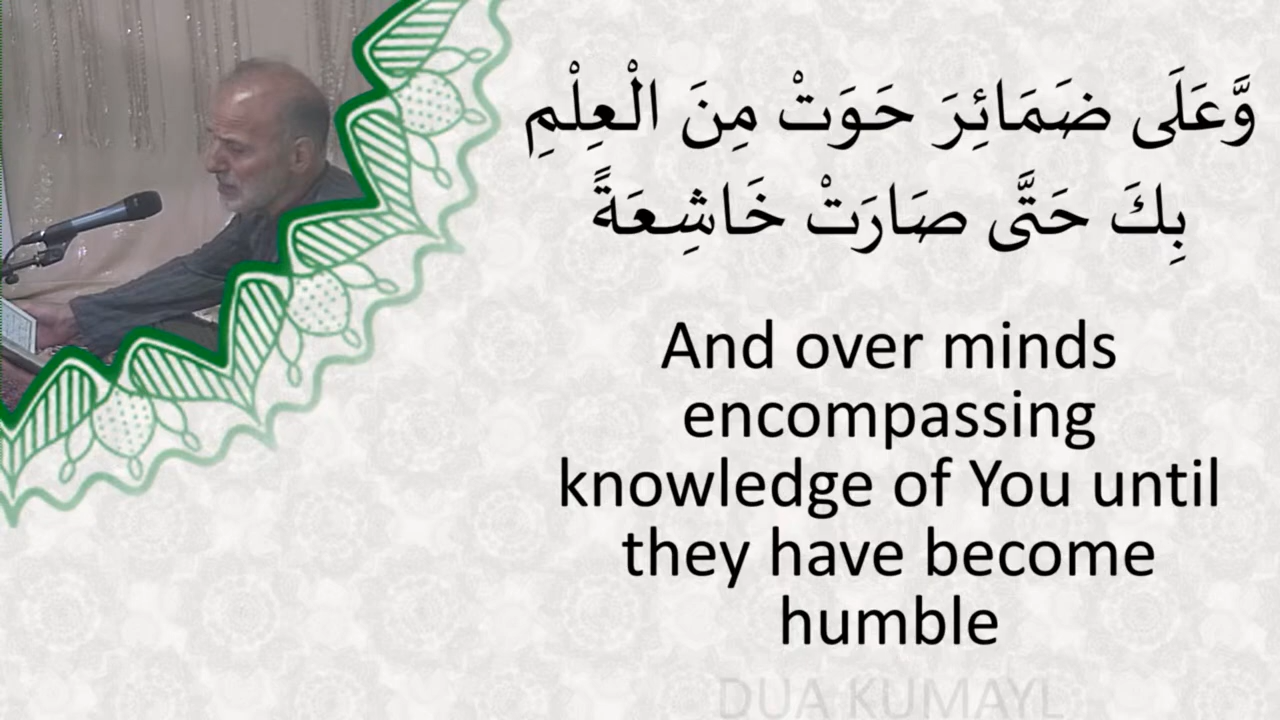 وَّعَلَى ضَمَائِرَ حَوَتْ مِنَ الْعِلْمِ
بِكَ حَتَّى صَارَتْ خَاشِعَةً
And over minds
encompassing
knowledge of You until
they have become
humble
DUA KUMAYL